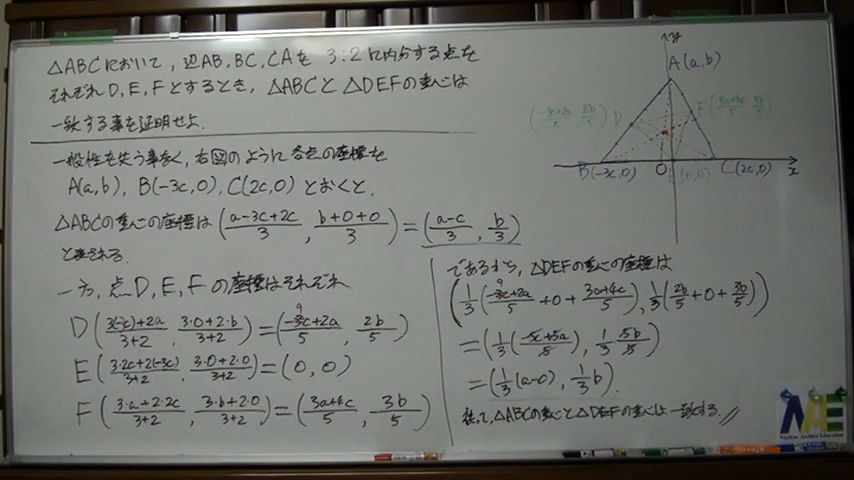 △ABCにおいて, 辺AB, BC, CAを 3:2に内分する点を
それぞれD, E, Fとするとき, △ABCと△DEFの重心は
一致する事を証明せよ.
一般性を失う事なく, 右図のように各点の座標を
A(a,b), B(-3c,0), C(2c,0) とおくと,
△ABCの重心の座標は ((a-3c+2c)/3, (b+0+0)/3) = ((a-c)/3, b/3)
と表される.
一方, 点D, E, Fの座標はそれぞれ
D((3(-3c)+2a)/(3+2), (3·0+2·b)/(3+2)) = ((-9c+2a)/5, 2b/5)
E((3·2c+2(-3c))/(3+2), (3·0+2·0)/(3+2)) = (0, 0)
F((3·a+2·2c)/(3+2), (3·b+2·0)/(3+2)) = ((3a+4c)/5, 3b/5)
であるから, △DEFの重心の座標は
(1/3((-9c+2a)/5+0+(3a+4c)/5), 1/3(2b/5+0+3b/5))
= (1/3((-5c+5a)/5), 1/3 5b/5)
= (1/3(a-c), 1/3 b).
従って, △ABCの重心と△DEFの重心は一致する. //
y
A(a,b)
D
F((3a+4c)/5, 3b/5)
B(-3c,0)
O
E(0,0)
C(2c,0)
x
NAE
Nuclear Archive Education